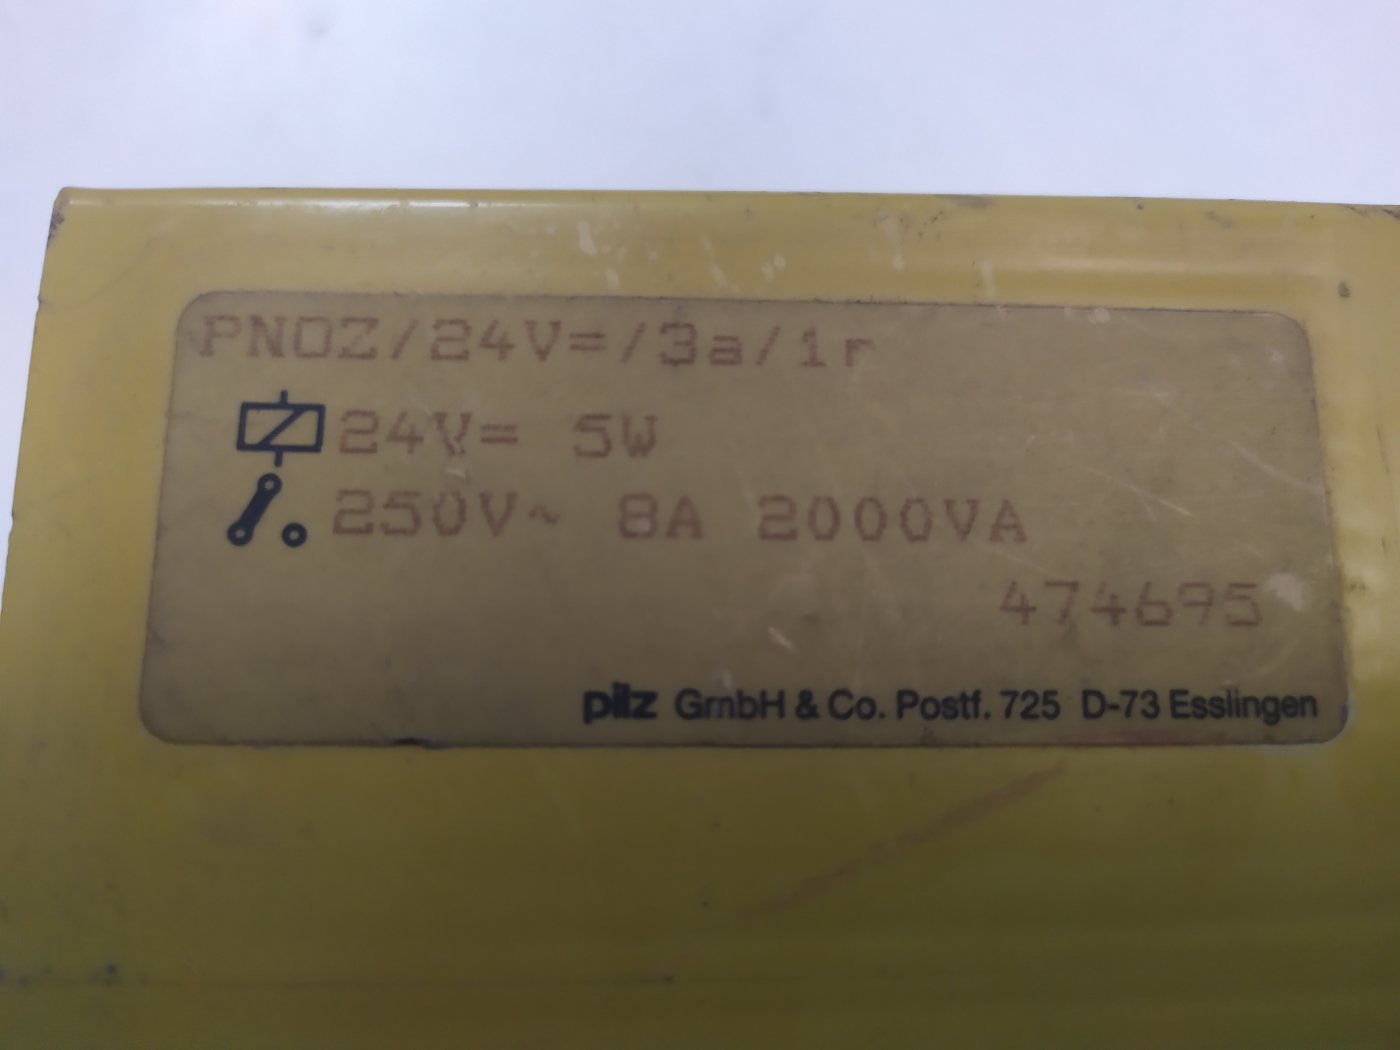 PNOZ/24V=/3a/1r
24V= 5W
250V~ 8A 2000VA
474695
pilz GmbH & Co. Postf. 725 D-73 Esslingen